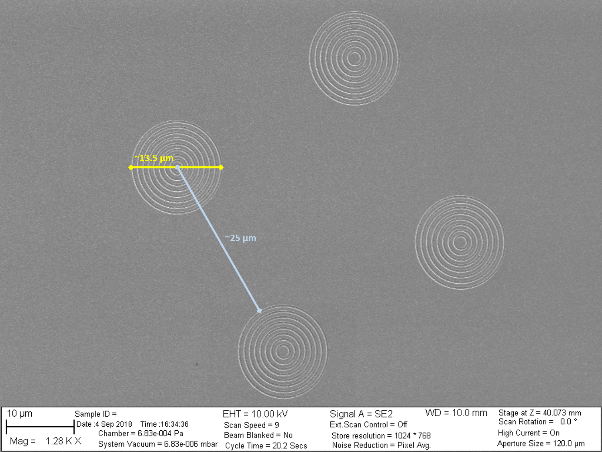 ~13.5 µm
~25 µm
10 µm
Mag = 1.28 K X
Sample ID =
Date :4 Sep 2018 Time :16:34:36
Chamber = 6.83e-004 Pa
System Vacuum = 6.83e-006 mbar
EHT = 10.00 kV
Scan Speed = 9
Beam Blanked = No
Cycle Time = 20.2 Secs
Signal A = SE2
Ext.Scan Control = Off
Store resolution = 1024 * 768
Noise Reduction = Pixel Avg.
WD = 10.0 mm
Stage at Z = 40.073 mm
Scan Rotation = 0.0 °
High Current = On
Aperture Size = 120.0 µm